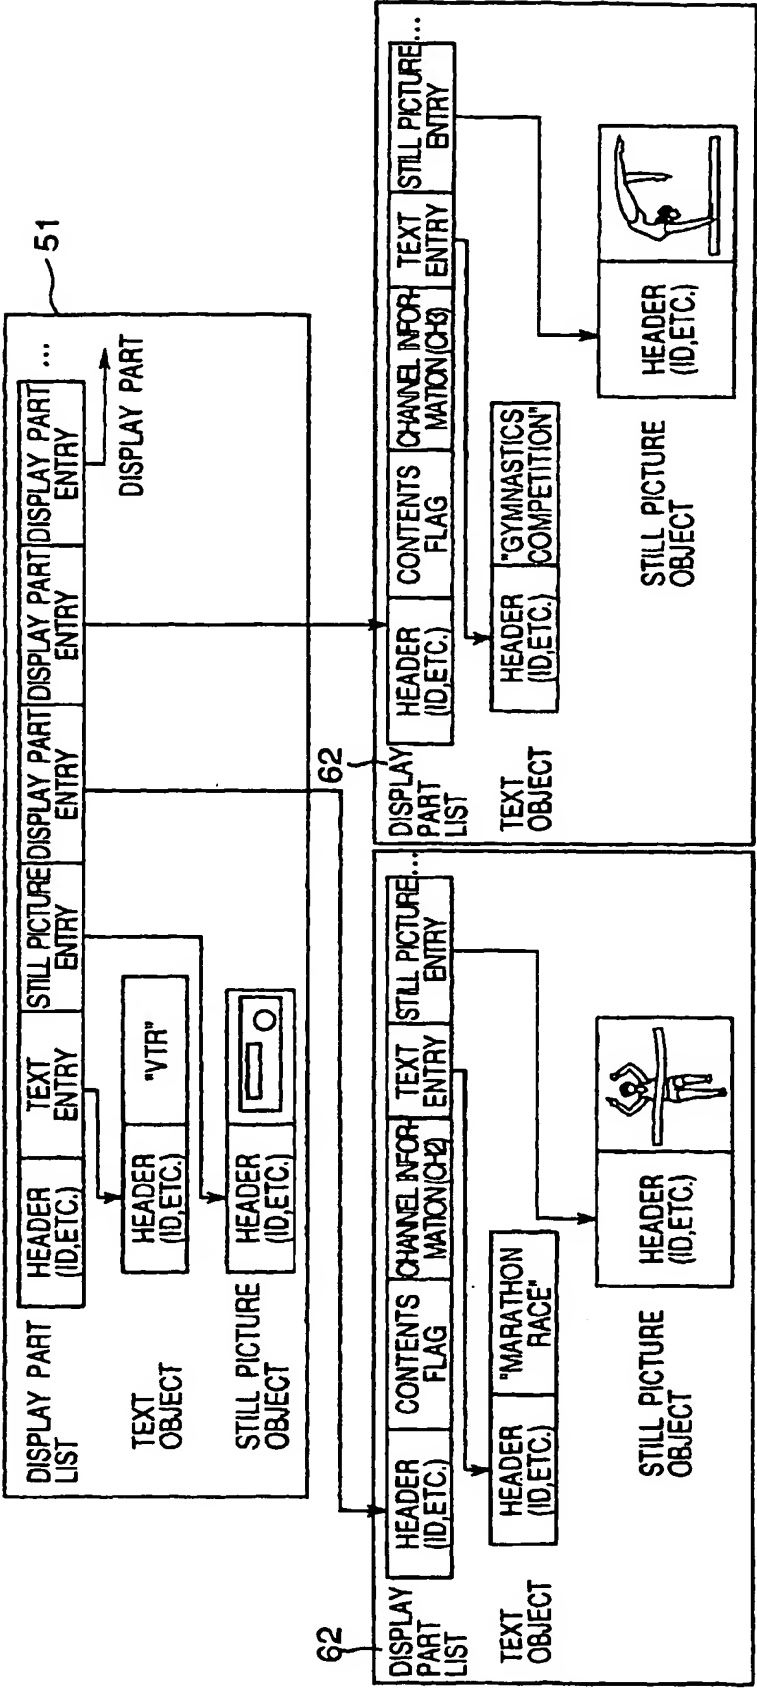 51
DISPLAY PART
LIST
HEADER
(ID,ETC.)
TEXT
ENTRY
STILL PICTURE
ENTRY
DISPLAY PART
ENTRY
DISPLAY PART
ENTRY
DISPLAY PART
ENTRY
...
DISPLAY PART
TEXT
OBJECT
HEADER
(ID,ETC.)
"VTR"
STILL PICTURE
OBJECT
HEADER
(ID,ETC.)
62
DISPLAY
PART
LIST
HEADER
(ID,ETC.)
CONTENTS
FLAG
CHANNEL INFOR-
MATION(CH2)
TEXT
ENTRY
STILL PICTURE
ENTRY
...
TEXT
OBJECT
HEADER
(ID,ETC.)
"MARATHON
RACE"
STILL PICTURE
OBJECT
HEADER
(ID,ETC.)
62
DISPLAY
PART
LIST
HEADER
(ID,ETC.)
CONTENTS
FLAG
CHANNEL INFOR-
MATION(CH3)
TEXT
ENTRY
STILL PICTURE
ENTRY
...
TEXT
OBJECT
HEADER
(ID,ETC.)
"GYMNASTICS
COMPETITION"
STILL PICTURE
OBJECT
HEADER
(ID,ETC.)